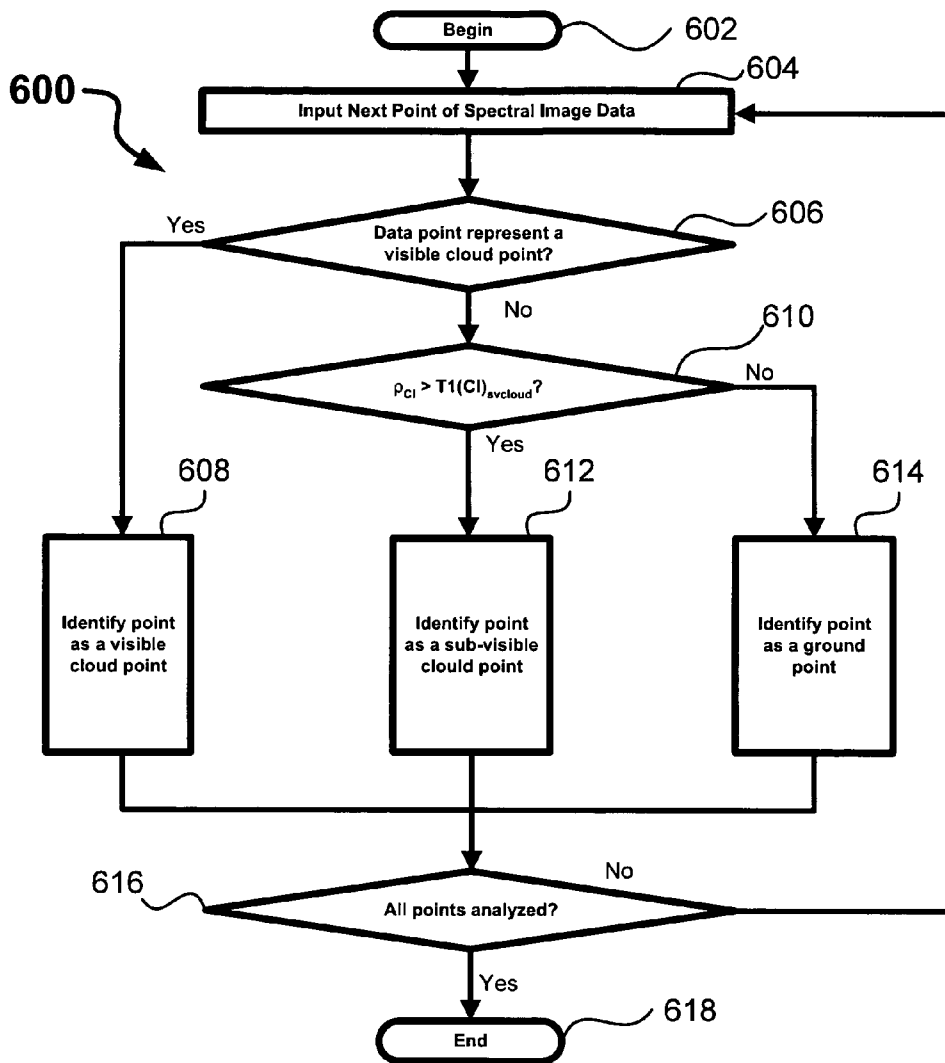 Begin
602
604
600
Input Next Point of Spectral Image Data
606
Yes
Data point represent a
visible cloud point?
No
610
ρCI > T1(CI)svcloud?
No
Yes
608
612
614
Identify point
as a visible
cloud point
Identify point
as a sub-visible
clould point
Identify point
as a ground
point
616
No
All points analyzed?
Yes
End
618